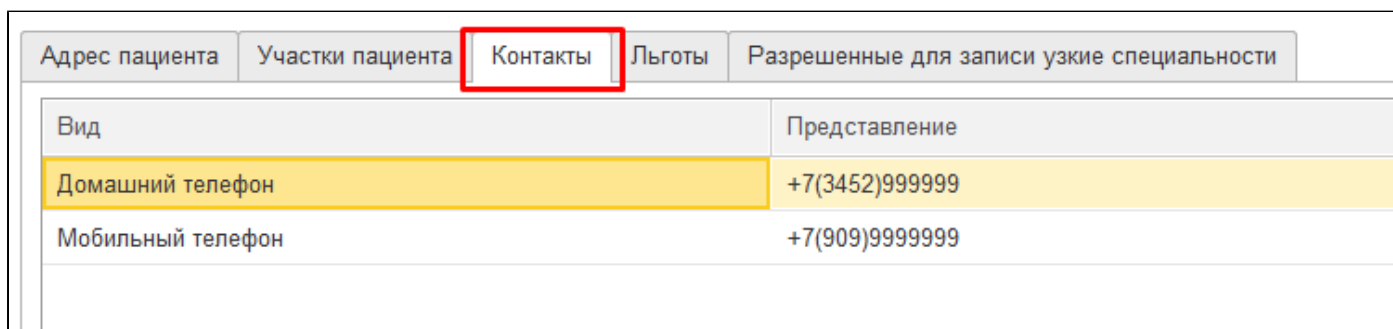 Адрес пациента Участки пациента Контакты Льготы Разрешенные для записи узкие специальности
Вид Представление
Домашний телефон +7(3452)999999
Мобильный телефон +7(909)9999999